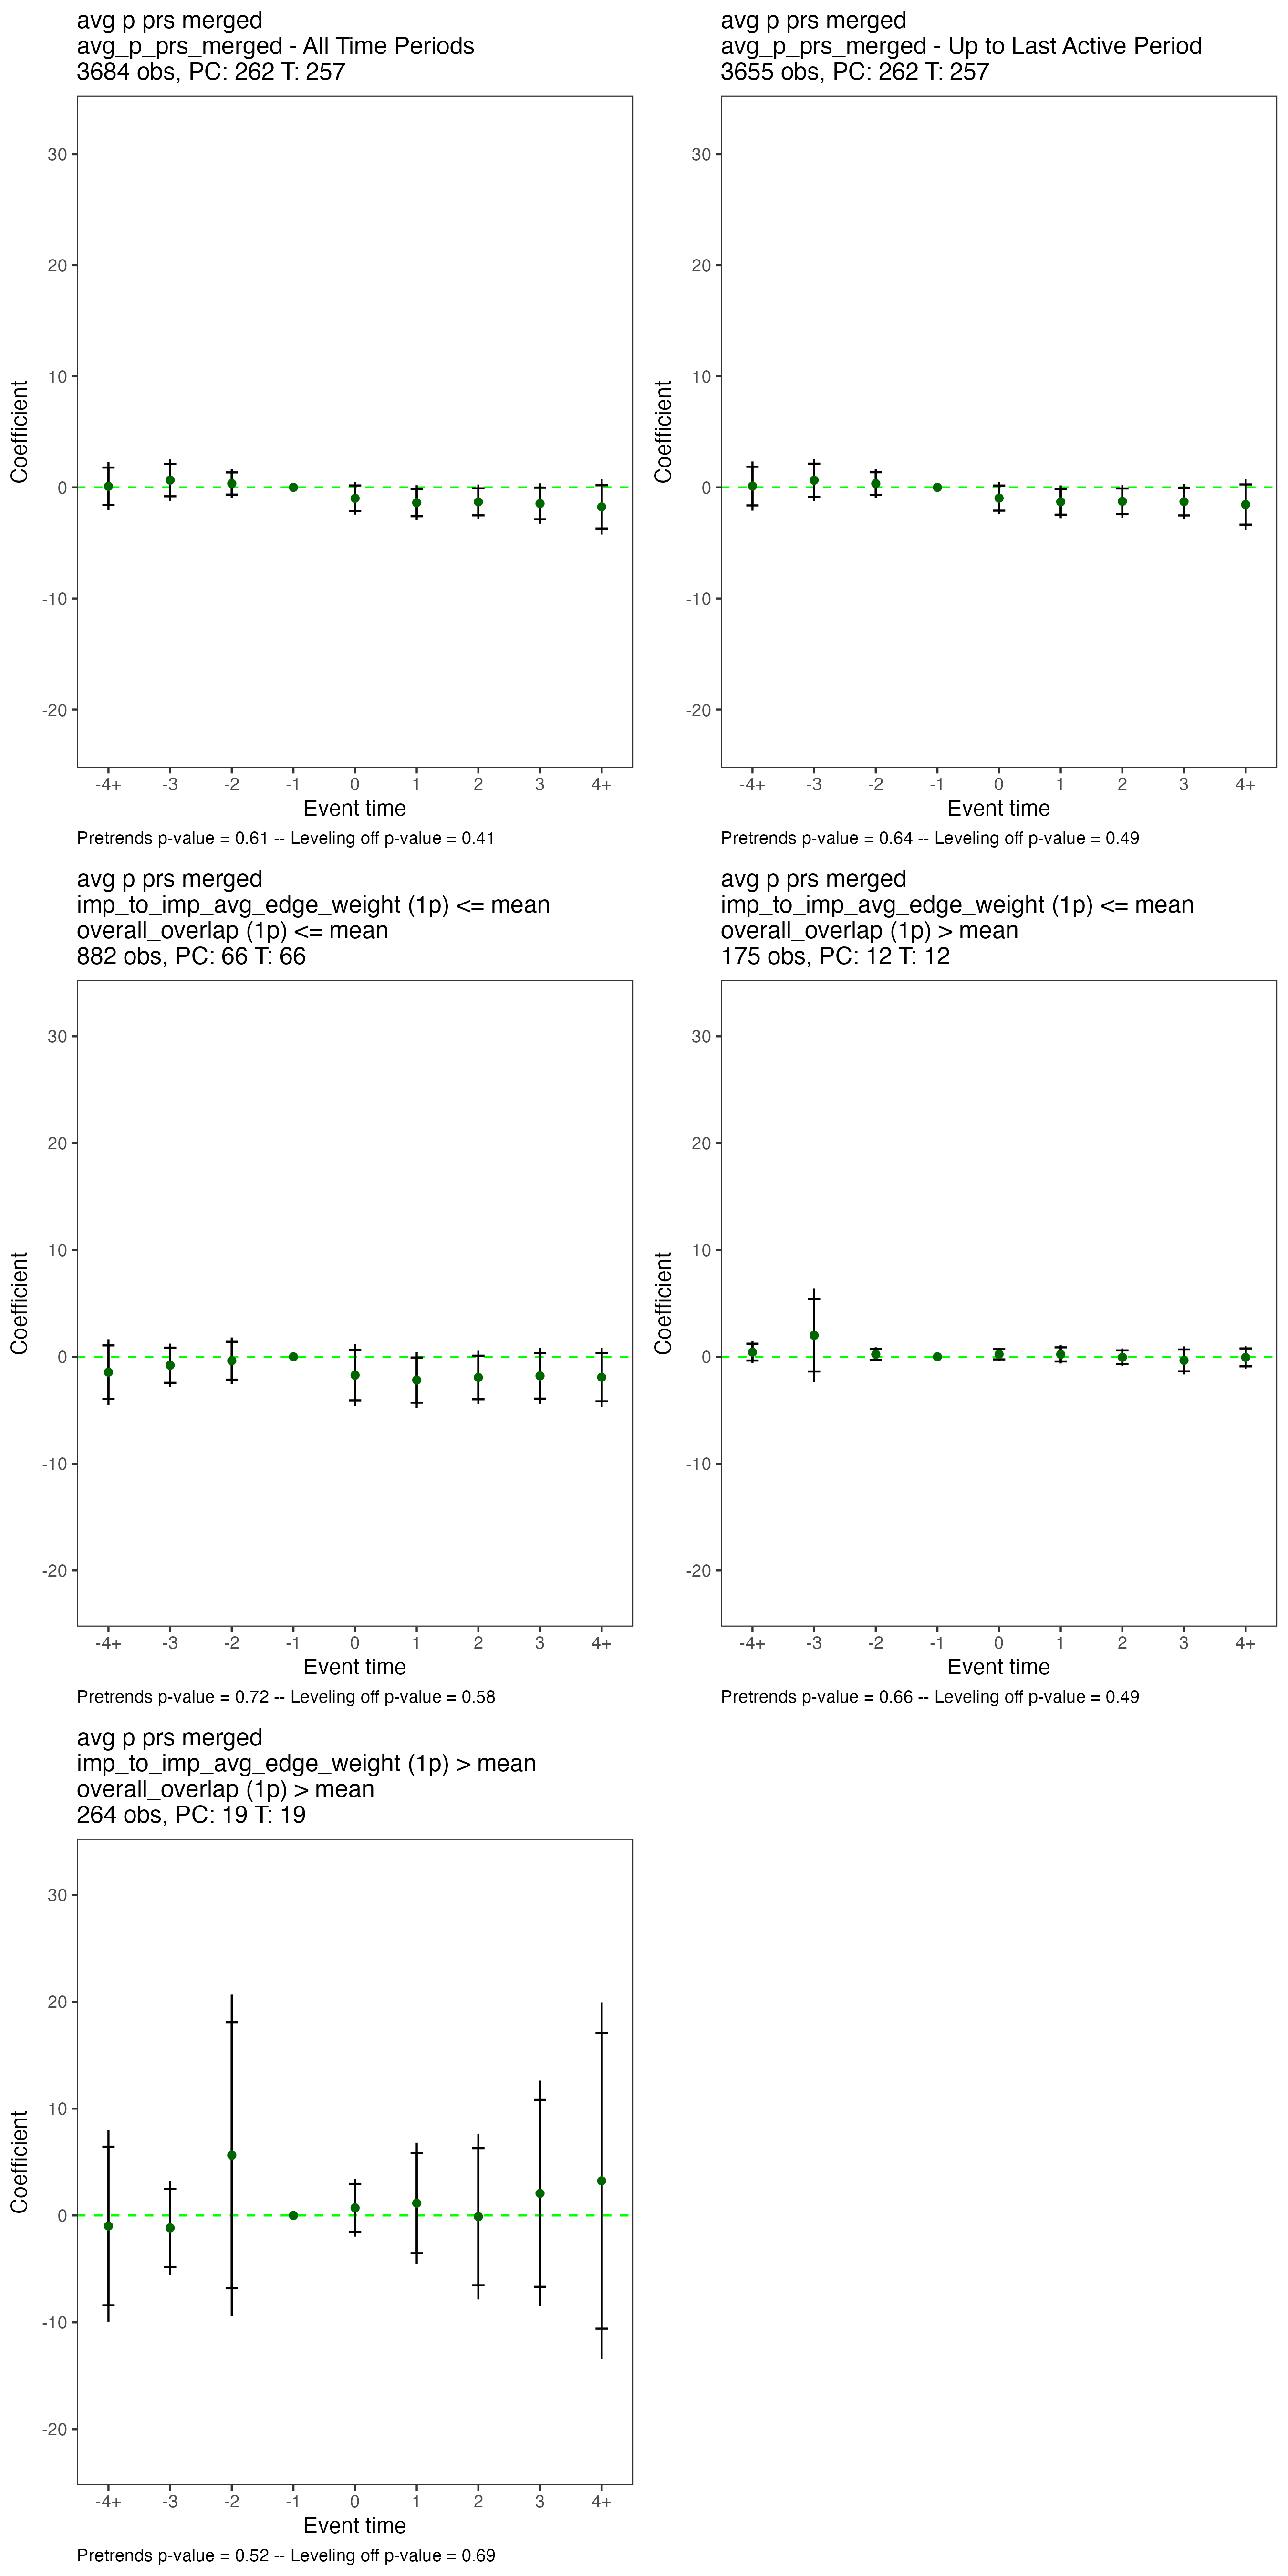 avg p prs merged
avg_p_prs_merged - All Time Periods
3684 obs, PC: 262 T: 257
30
20
10
0
-10
-20
Coefficient
-4+ -3 -2 -1 0 1 2 3 4+
Event time
Pretrends p-value = 0.61 -- Leveling off p-value = 0.41
avg p prs merged
avg_p_prs_merged - Up to Last Active Period
3655 obs, PC: 262 T: 257
30
20
10
0
-10
-20
Coefficient
-4+ -3 -2 -1 0 1 2 3 4+
Event time
Pretrends p-value = 0.64 -- Leveling off p-value = 0.49
avg p prs merged
imp_to_imp_avg_edge_weight (1p) <= mean
overall_overlap (1p) <= mean
882 obs, PC: 66 T: 66
30
20
10
0
-10
-20
Coefficient
-4+ -3 -2 -1 0 1 2 3 4+
Event time
Pretrends p-value = 0.72 -- Leveling off p-value = 0.58
avg p prs merged
imp_to_imp_avg_edge_weight (1p) <= mean
overall_overlap (1p) > mean
175 obs, PC: 12 T: 12
30
20
10
0
-10
-20
Coefficient
-4+ -3 -2 -1 0 1 2 3 4+
Event time
Pretrends p-value = 0.66 -- Leveling off p-value = 0.49
avg p prs merged
imp_to_imp_avg_edge_weight (1p) > mean
overall_overlap (1p) > mean
264 obs, PC: 19 T: 19
30
20
10
0
-10
-20
Coefficient
-4+ -3 -2 -1 0 1 2 3 4+
Event time
Pretrends p-value = 0.52 -- Leveling off p-value = 0.69